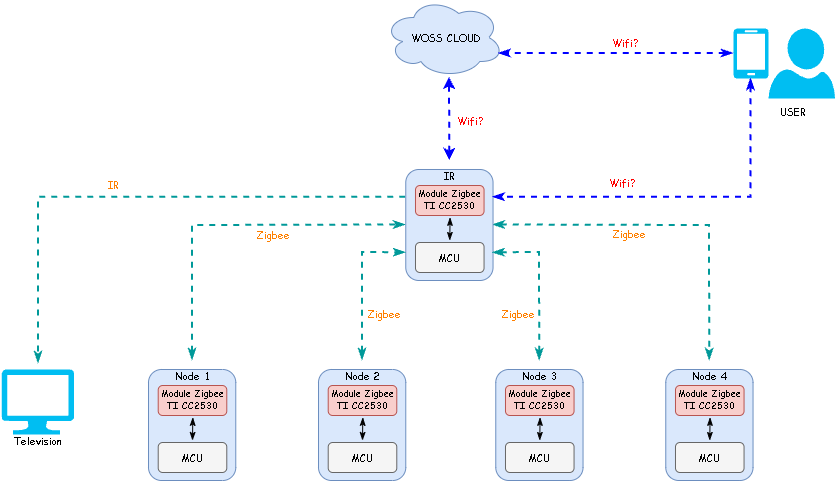 WOSS CLOUD
Wifi?
USER
Wifi?
IR
Module Zigbee
TI CC2530
MCU
IR
Wifi?
Zigbee
Zigbee
Zigbee
Zigbee
Television
Node 1
Module Zigbee
TI CC2530
MCU
Node 2
Module Zigbee
TI CC2530
MCU
Node 3
Module Zigbee
TI CC2530
MCU
Node 4
Module Zigbee
TI CC2530
MCU